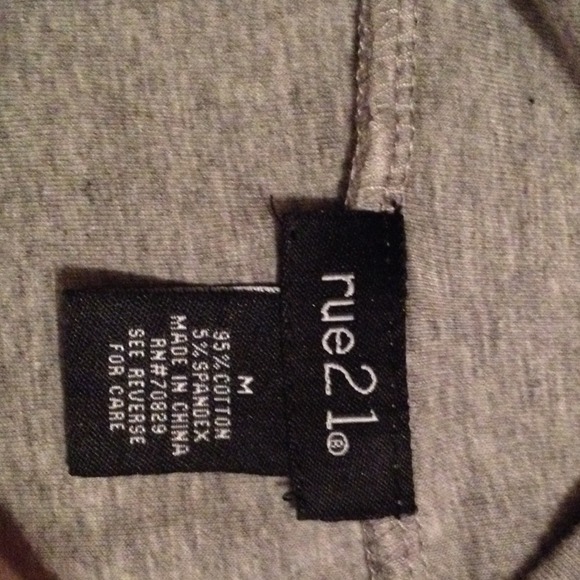 rue21®
M
95% COTTON
5% SPANDEX
MADE IN CHINA
RN#70829
SEE REVERSE
FOR CARE